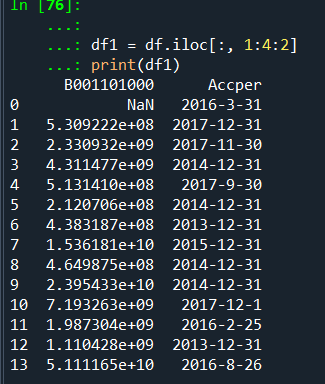 In [76]:
...:
...: df1 = df.iloc[:, 1:4:2]
...: print(df1)
B001101000 Accper
0 NaN 2016-3-31
1 5.309222e+08 2017-12-31
2 2.330932e+09 2017-11-30
3 4.311477e+09 2014-12-31
4 5.131410e+08 2017-9-30
5 2.120706e+08 2014-12-31
6 4.383187e+08 2013-12-31
7 1.536181e+10 2015-12-31
8 4.649875e+08 2014-12-31
9 2.395433e+10 2014-12-31
10 7.193263e+09 2017-12-1
11 1.987304e+09 2016-2-25
12 1.110428e+09 2013-12-31
13 5.111165e+10 2016-8-26